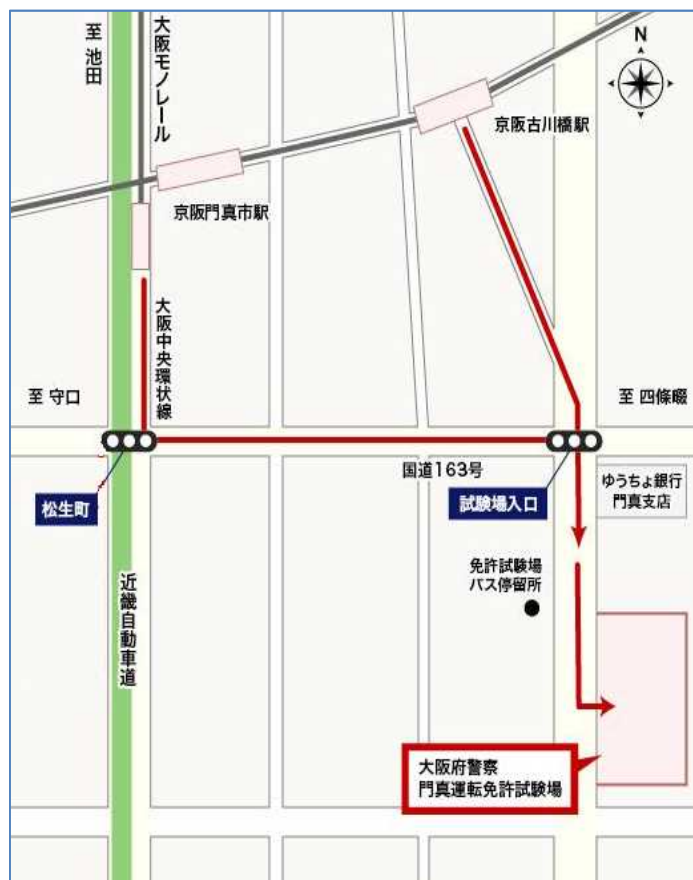 至 池田
大阪モノレール
N
京阪古川橋駅
京阪門真市駅
大阪中央環状線
至 守口
至 四條畷
国道163号
松生町
試験場入口
ゆうちょ銀行
門真支店
免許試験場
バス停留所
近畿自動車道
大阪府警察
門真運転免許試験場